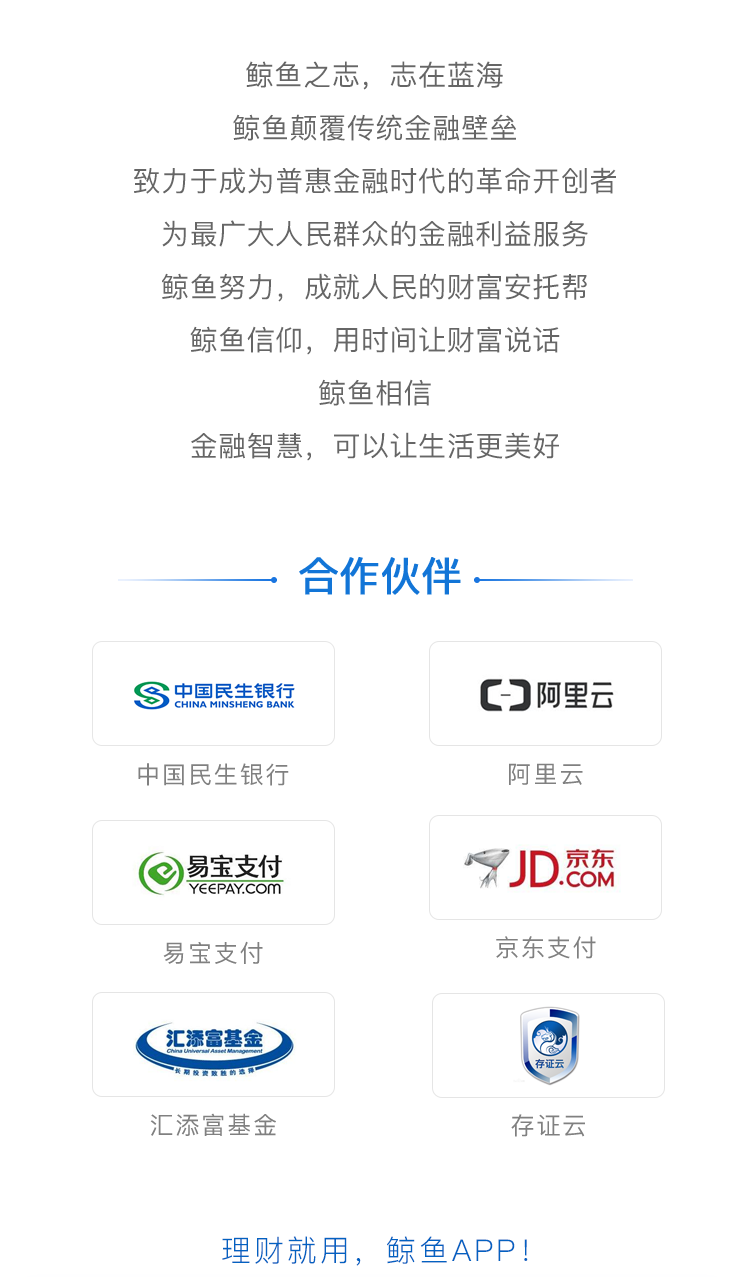 鲸鱼之志，志在蓝海
鲸鱼颠覆传统金融壁垒
致力于成为普惠金融时代的革命开创者
为最广大人民群众的金融利益服务
鲸鱼努力，成就人民的财富安托帮
鲸鱼信仰，用时间让财富说话
鲸鱼相信
金融智慧，可以让生活更美好
合作伙伴
中国民生银行
CHINA MINSHENG BANK
阿里云
中国民生银行
阿里云
易宝支付
YEEPAY.COM
JD.COM
京东
易宝支付
京东支付
汇添富基金
China Universal Asset Management
长期投资致胜的选择
存证云
汇添富基金
存证云
理财就用，鲸鱼APP！